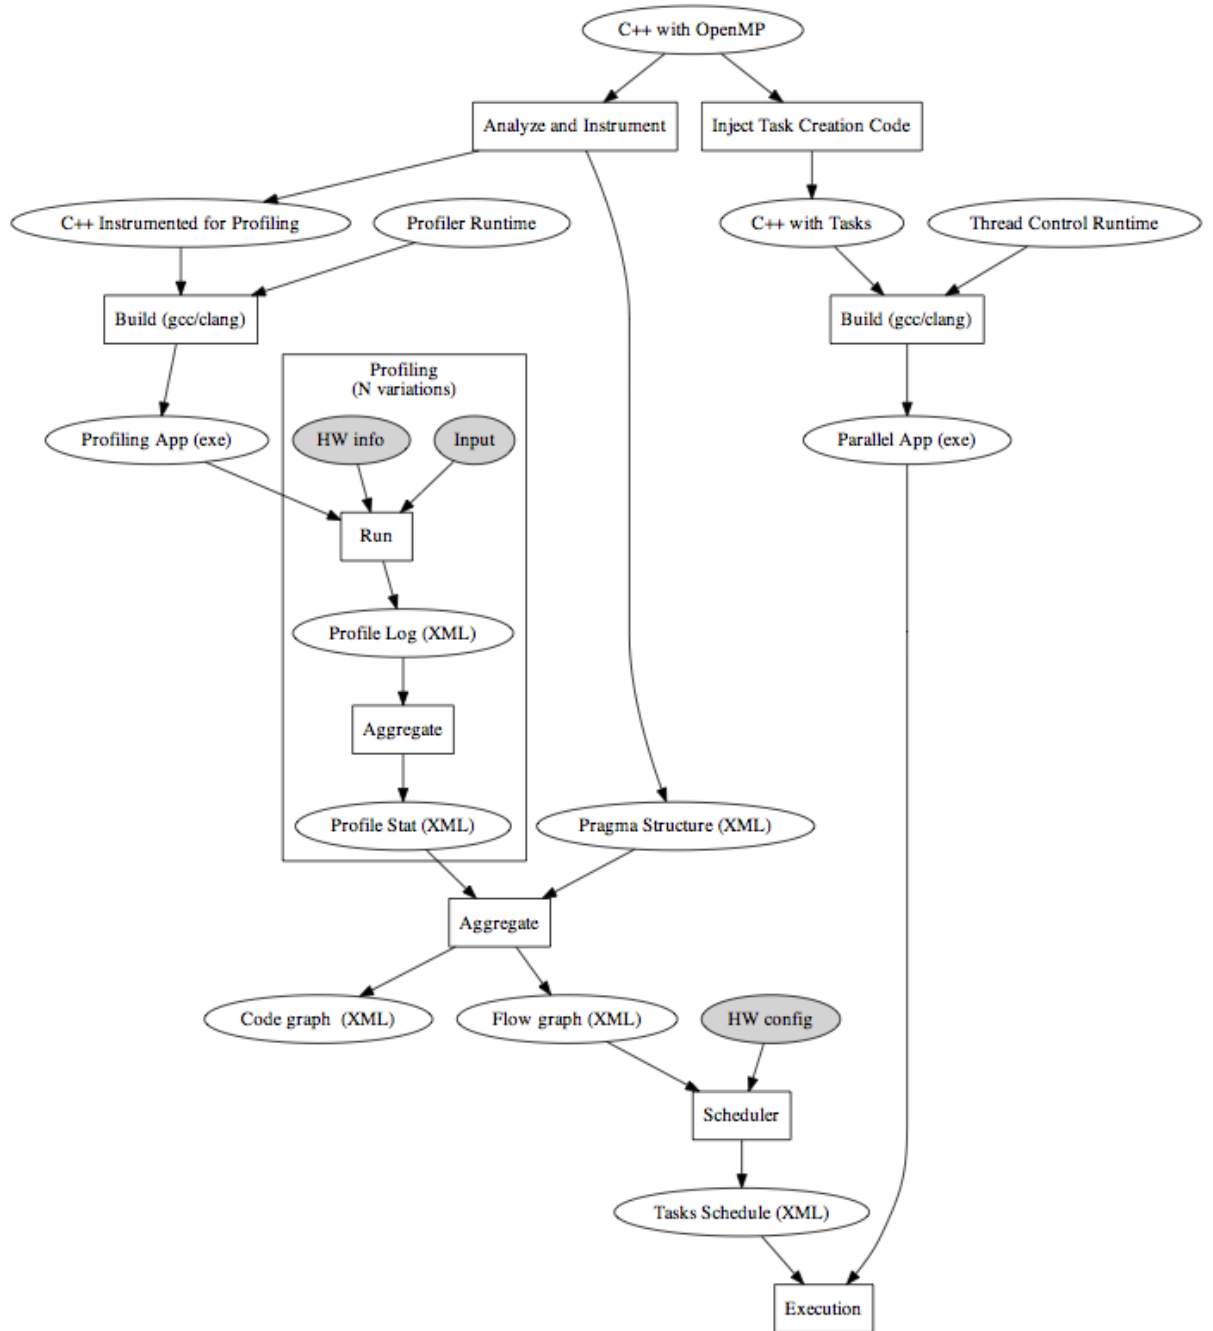 C++ with OpenMP
Analyze and Instrument
Inject Task Creation Code
C++ Instrumented for Profiling
Profiler Runtime
C++ with Tasks
Thread Control Runtime
Build (gcc/clang)
Build (gcc/clang)
Profiling
(N variations)
Profiling App (exe)
HW info
Input
Parallel App (exe)
Run
Profile Log (XML)
Aggregate
Profile Stat (XML)
Pragma Structure (XML)
Aggregate
Code graph  (XML)
Flow graph (XML)
HW config
Scheduler
Tasks Schedule (XML)
Execution